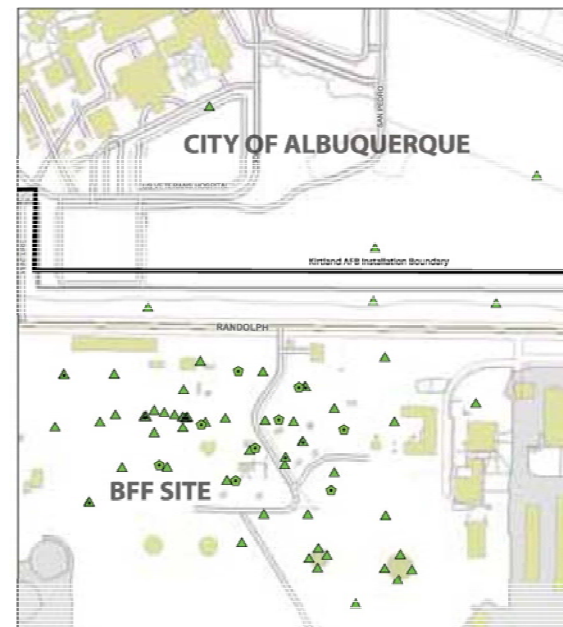 SAN PEDRO
CITY OF ALBUQUERQUE
Kirtland AFB Installation Boundary
RANDOLPH
BFF SITE